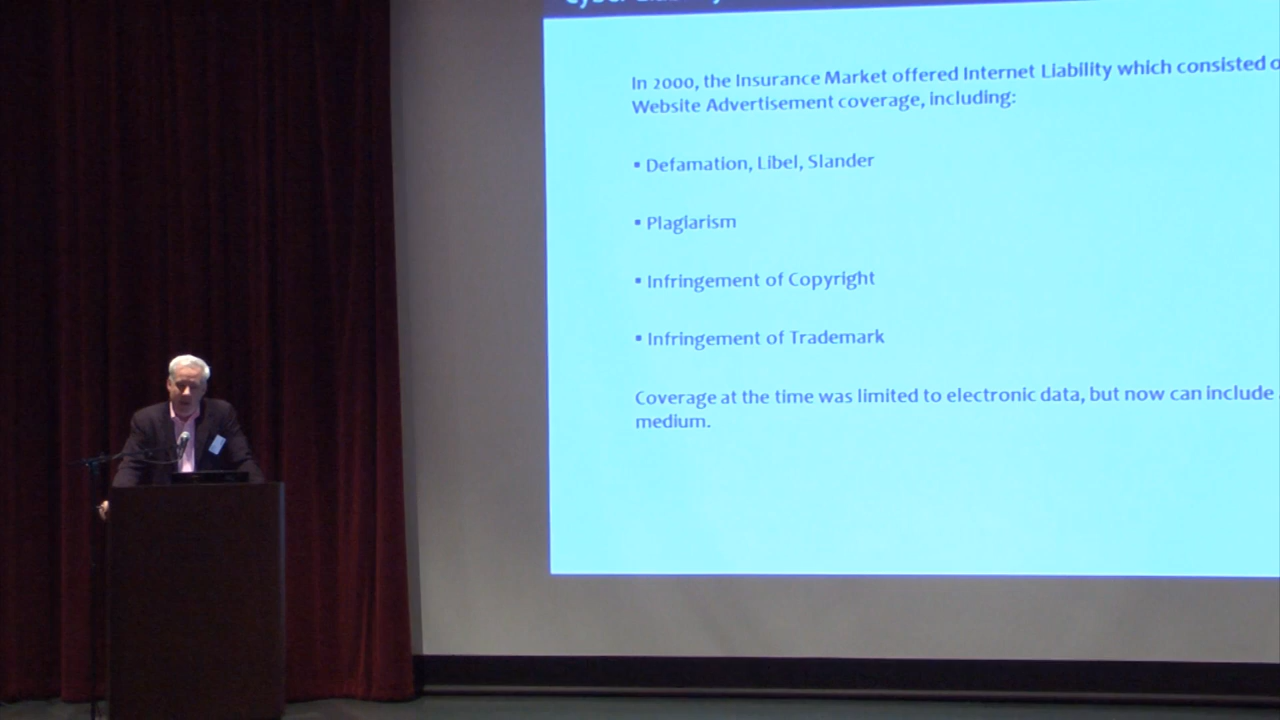 In 2000, the Insurance Market offered Internet Liability which consisted
Website Advertisement coverage, including:
▪ Defamation, Libel, Slander
▪ Plagiarism
▪ Infringement of Copyright
▪ Infringement of Trademark
Coverage at the time was limited to electronic data, but now can include
medium.